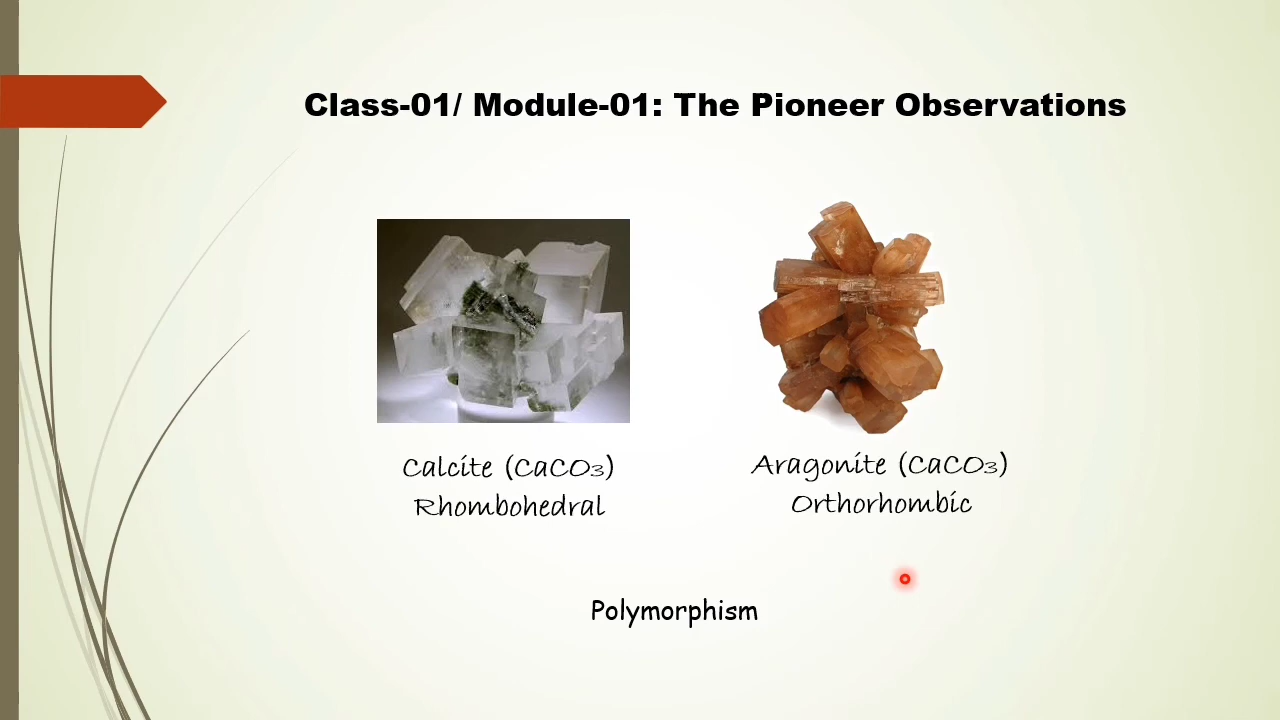 Class-01/ Module-01: The Pioneer Observations
Calcite (CaCO₃)
Rhombohedral
Aragonite (CaCO₃)
Orthorhombic
Polymorphism